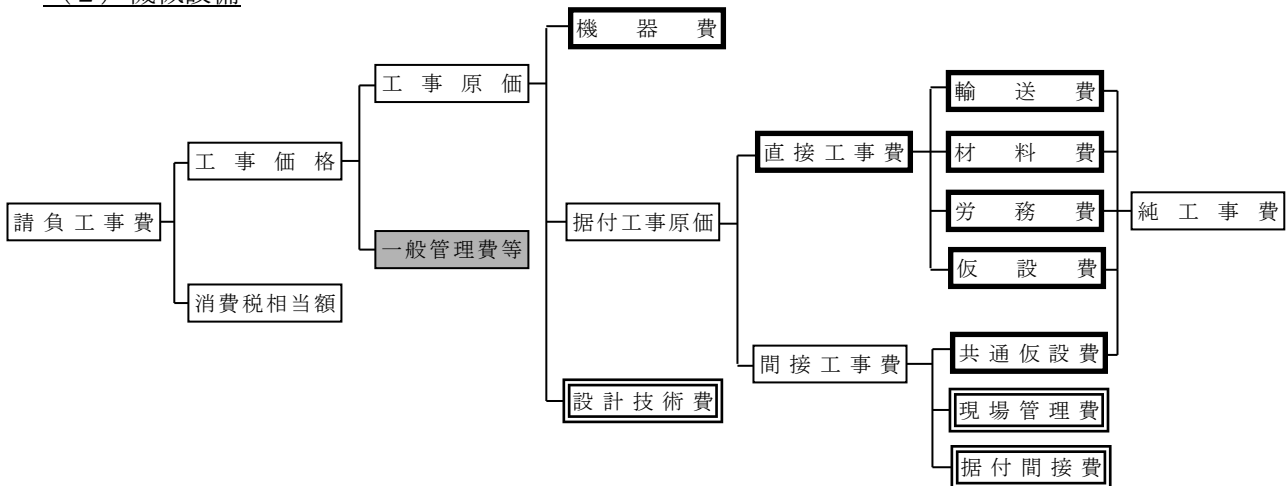 (2) 機械設備
機器費
工事原価
輸送費
工事価格
直接工事費
材料費
請負工事費
据付工事原価
労務費
純工事費
一般管理費等
仮設費
消費税相当額
間接工事費
共通仮設費
設計技術費
現場管理費
据付間接費